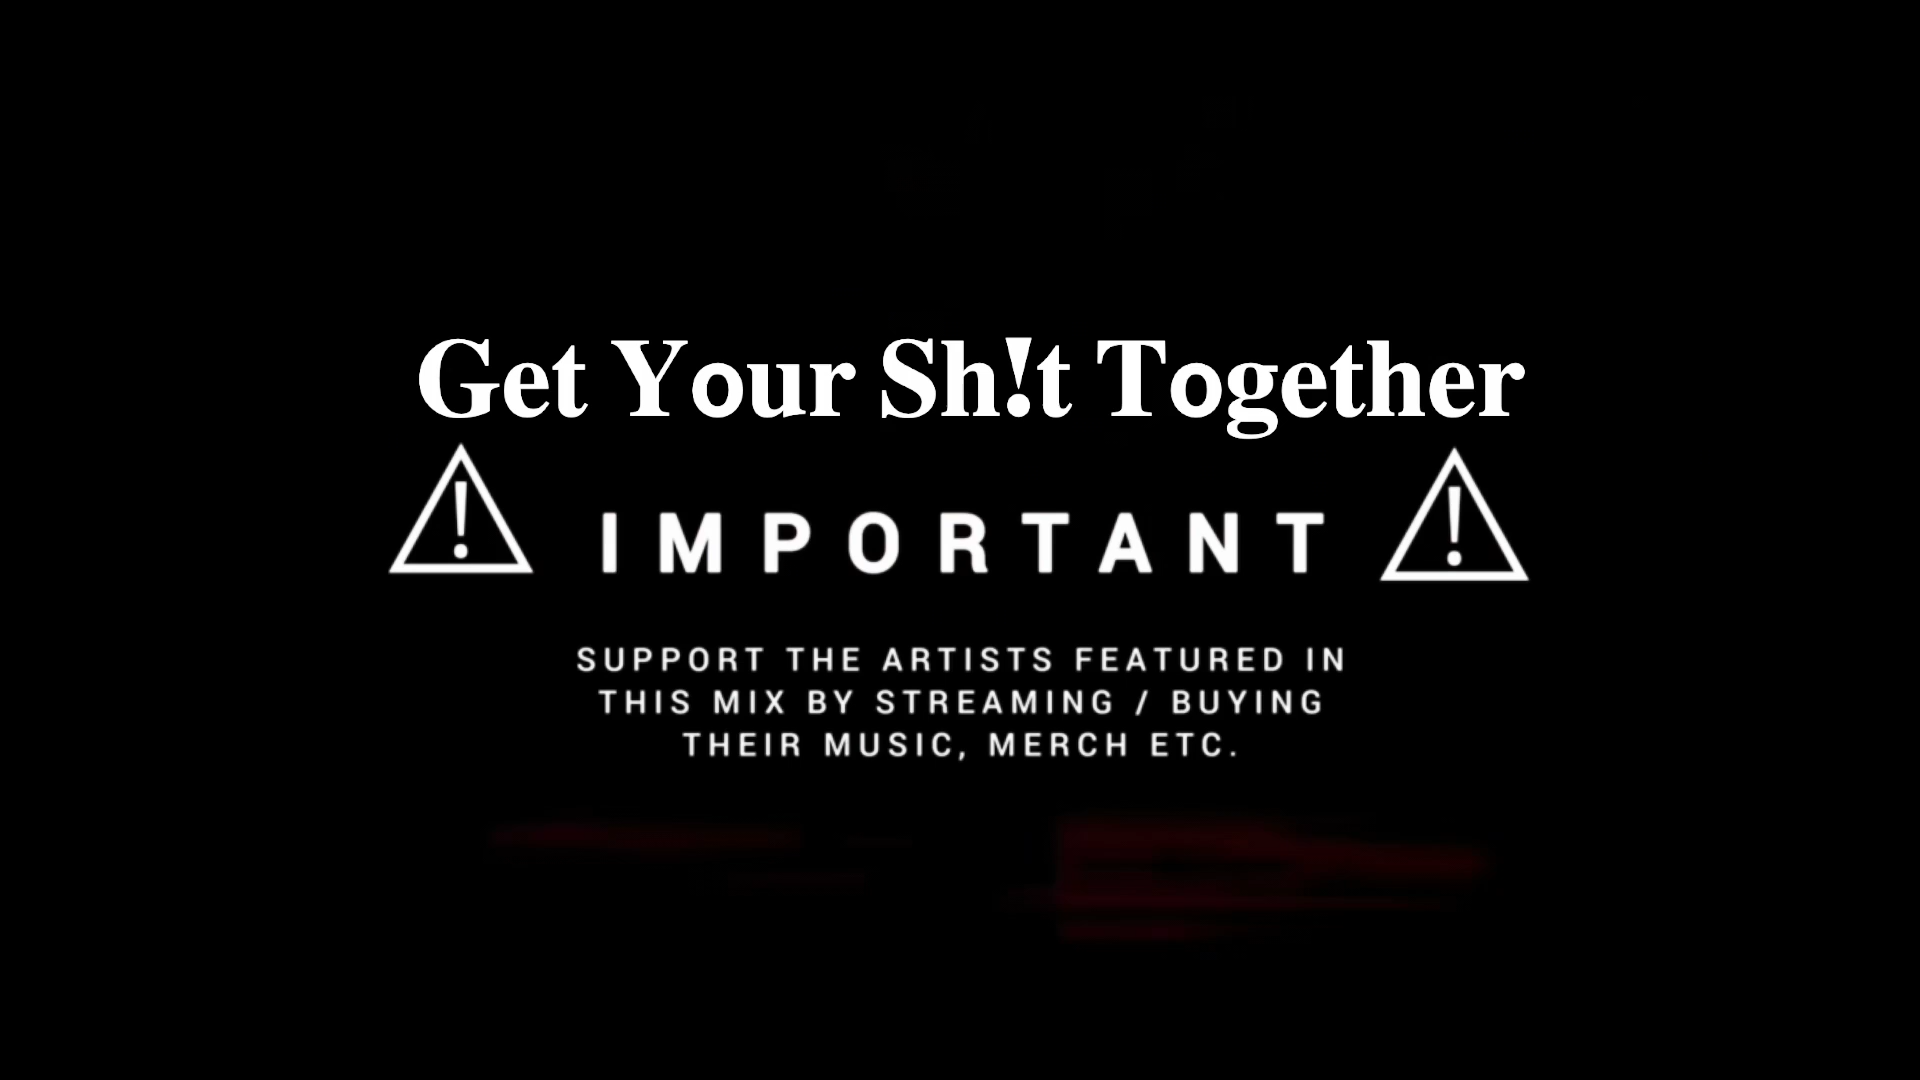 Get Your Sh!t Together
IMPORTANT
SUPPORT THE ARTISTS FEATURED IN
THIS MIX BY STREAMING / BUYING
THEIR MUSIC, MERCH ETC.